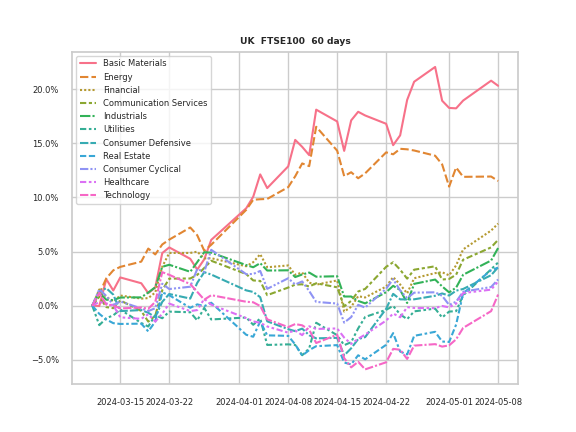 UK  FTSE100  60 days
Basic Materials
Energy
Financial
Communication Services
Industrials
Utilities
Consumer Defensive
Real Estate
Consumer Cyclical
Healthcare
Technology
20.0%
15.0%
10.0%
5.0%
0.0%
−5.0%
2024-03-15 2024-03-22 2024-04-01 2024-04-08 2024-04-15 2024-04-22 2024-05-01 2024-05-08